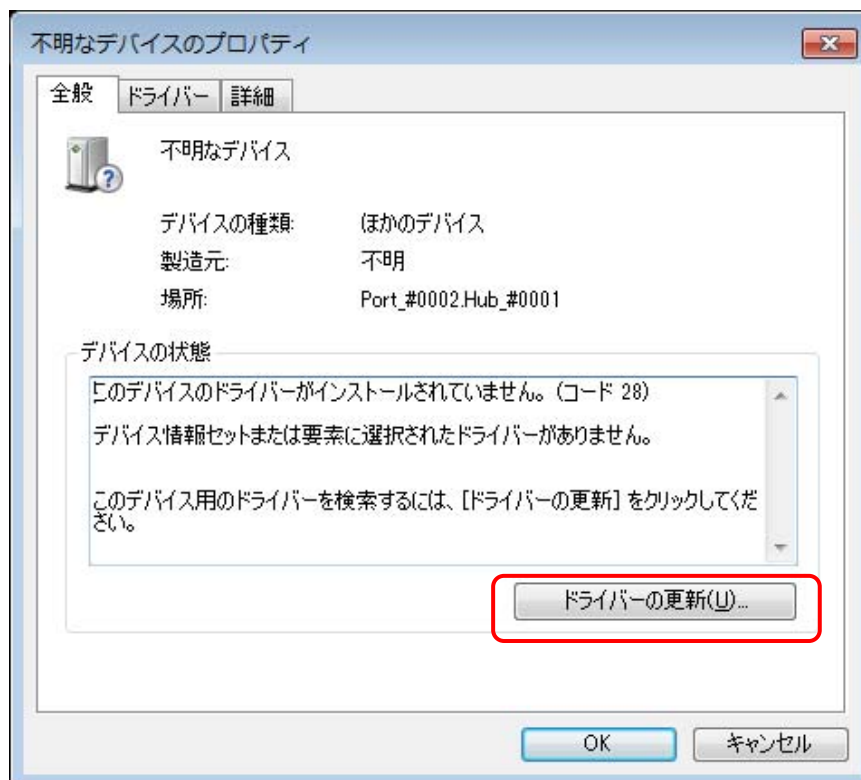 不明なデバイスのプロパティ
全般 ドライバー 詳細
不明なデバイス
デバイスの種類: ほかのデバイス
製造元: 不明
場所: Port_#0002.Hub_#0001
デバイスの状態
このデバイスのドライバーがインストールされていません。(コード 28)
デバイス情報セットまたは要素に選択されたドライバーがありません。
このデバイス用のドライバーを検索するには、[ドライバーの更新] をクリックしてくだ
さい。
ドライバーの更新(U)...
OK キャンセル